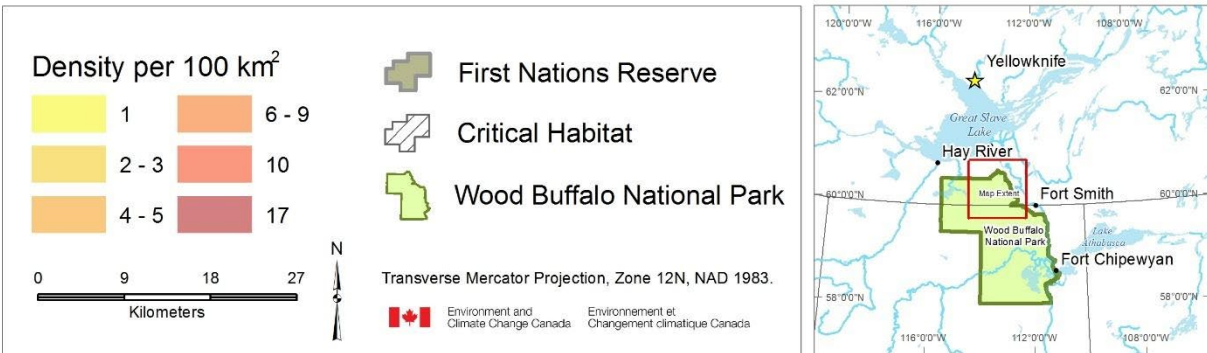 Density per 100 km²
1
6 - 9
2 - 3
10
4 - 5
17
0 9 18 27
Kilometers
N
First Nations Reserve
Critical Habitat
Wood Buffalo National Park
Transverse Mercator Projection, Zone 12N, NAD 1983.
Environment and
Climate Change Canada
Environnement et
Changement climatique Canada
120°0'0"W 116°0'0"W 112°0'0"W 108°0'0"W
Yellowknife
62°0'0"N 62°0'0"N
Great Slave
Lake
Hay River
Map Extent
60°0'0"N 60°0'0"N
Fort Smith
Wood Buffalo
National Park
Lake
Athabasca
Fort Chipewyan
58°0'0"N 58°0'0"N
116°0'0"W 112°0'0"W 108°0'0"W